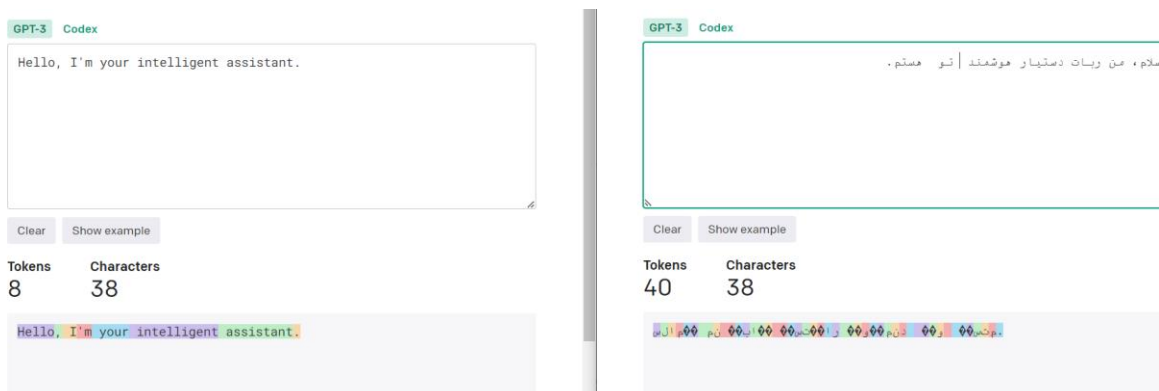 GPT-3 Codex
Hello, I'm your intelligent assistant.
Clear Show example
Tokens Characters
8 38
Hello, I'm your intelligent assistant.
GPT-3 Codex
سلام، من ربات دستیار هوشمند تو هستم.
Clear Show example
Tokens Characters
40 38